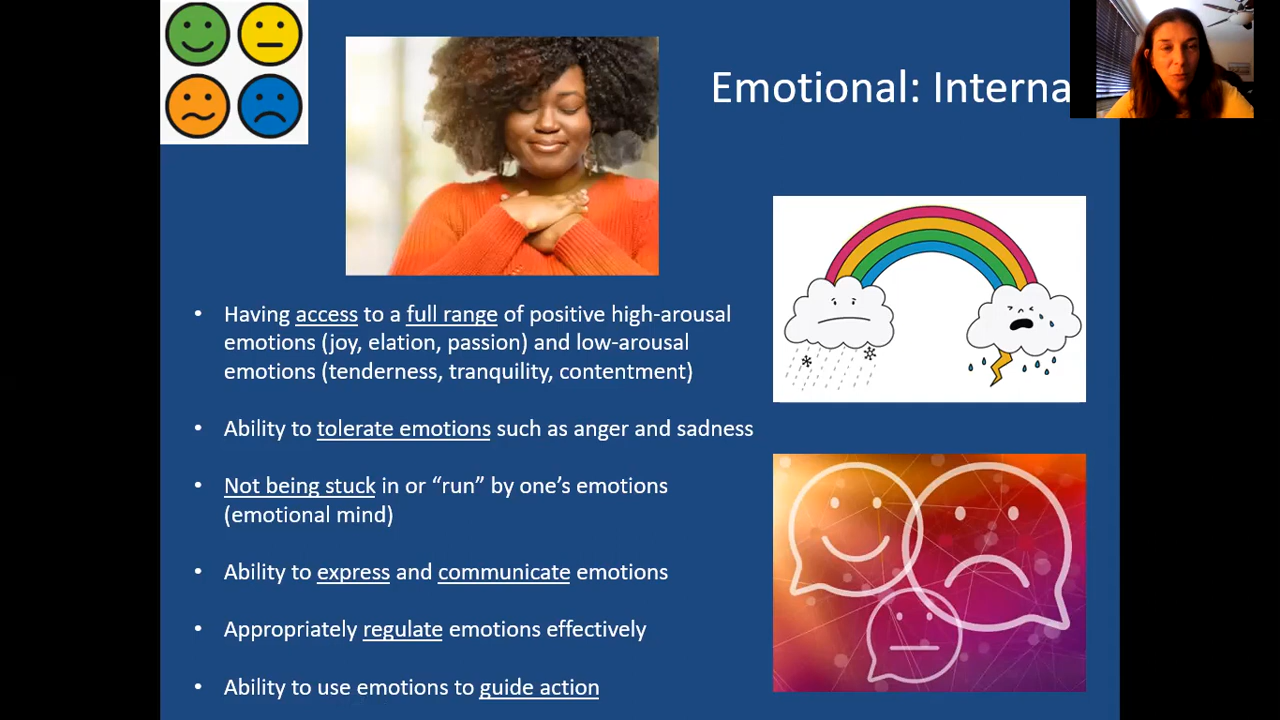 Emotional: Interna
• Having access to a full range of positive high-arousal
emotions (joy, elation, passion) and low-arousal
emotions (tenderness, tranquility, contentment)
• Ability to tolerate emotions such as anger and sadness
• Not being stuck in or “run” by one’s emotions
(emotional mind)
• Ability to express and communicate emotions
• Appropriately regulate emotions effectively
• Ability to use emotions to guide action